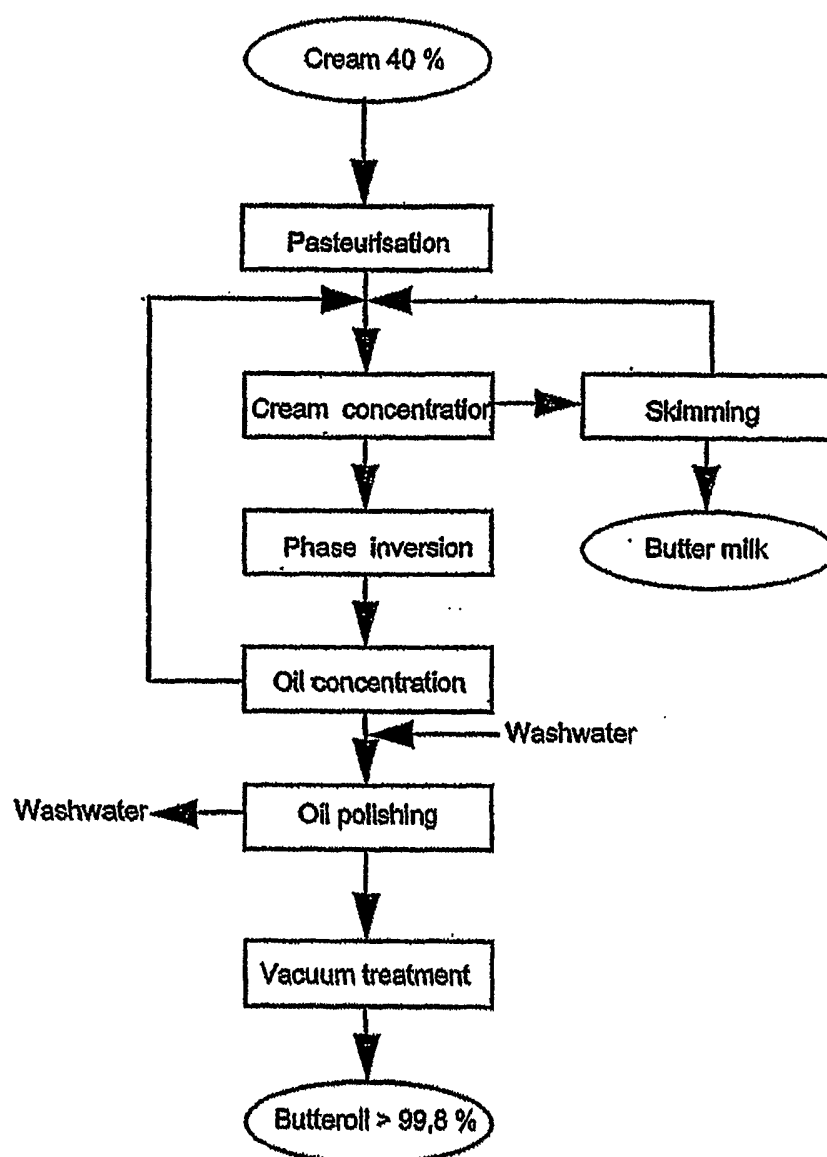 Cream 40 %
Pasteurisation
Cream concentration
Skimming
Phase inversion
Butter milk
Oil concentration
Washwater
Washwater
Oil polishing
Vacuum treatment
Butteroil > 99,8 %